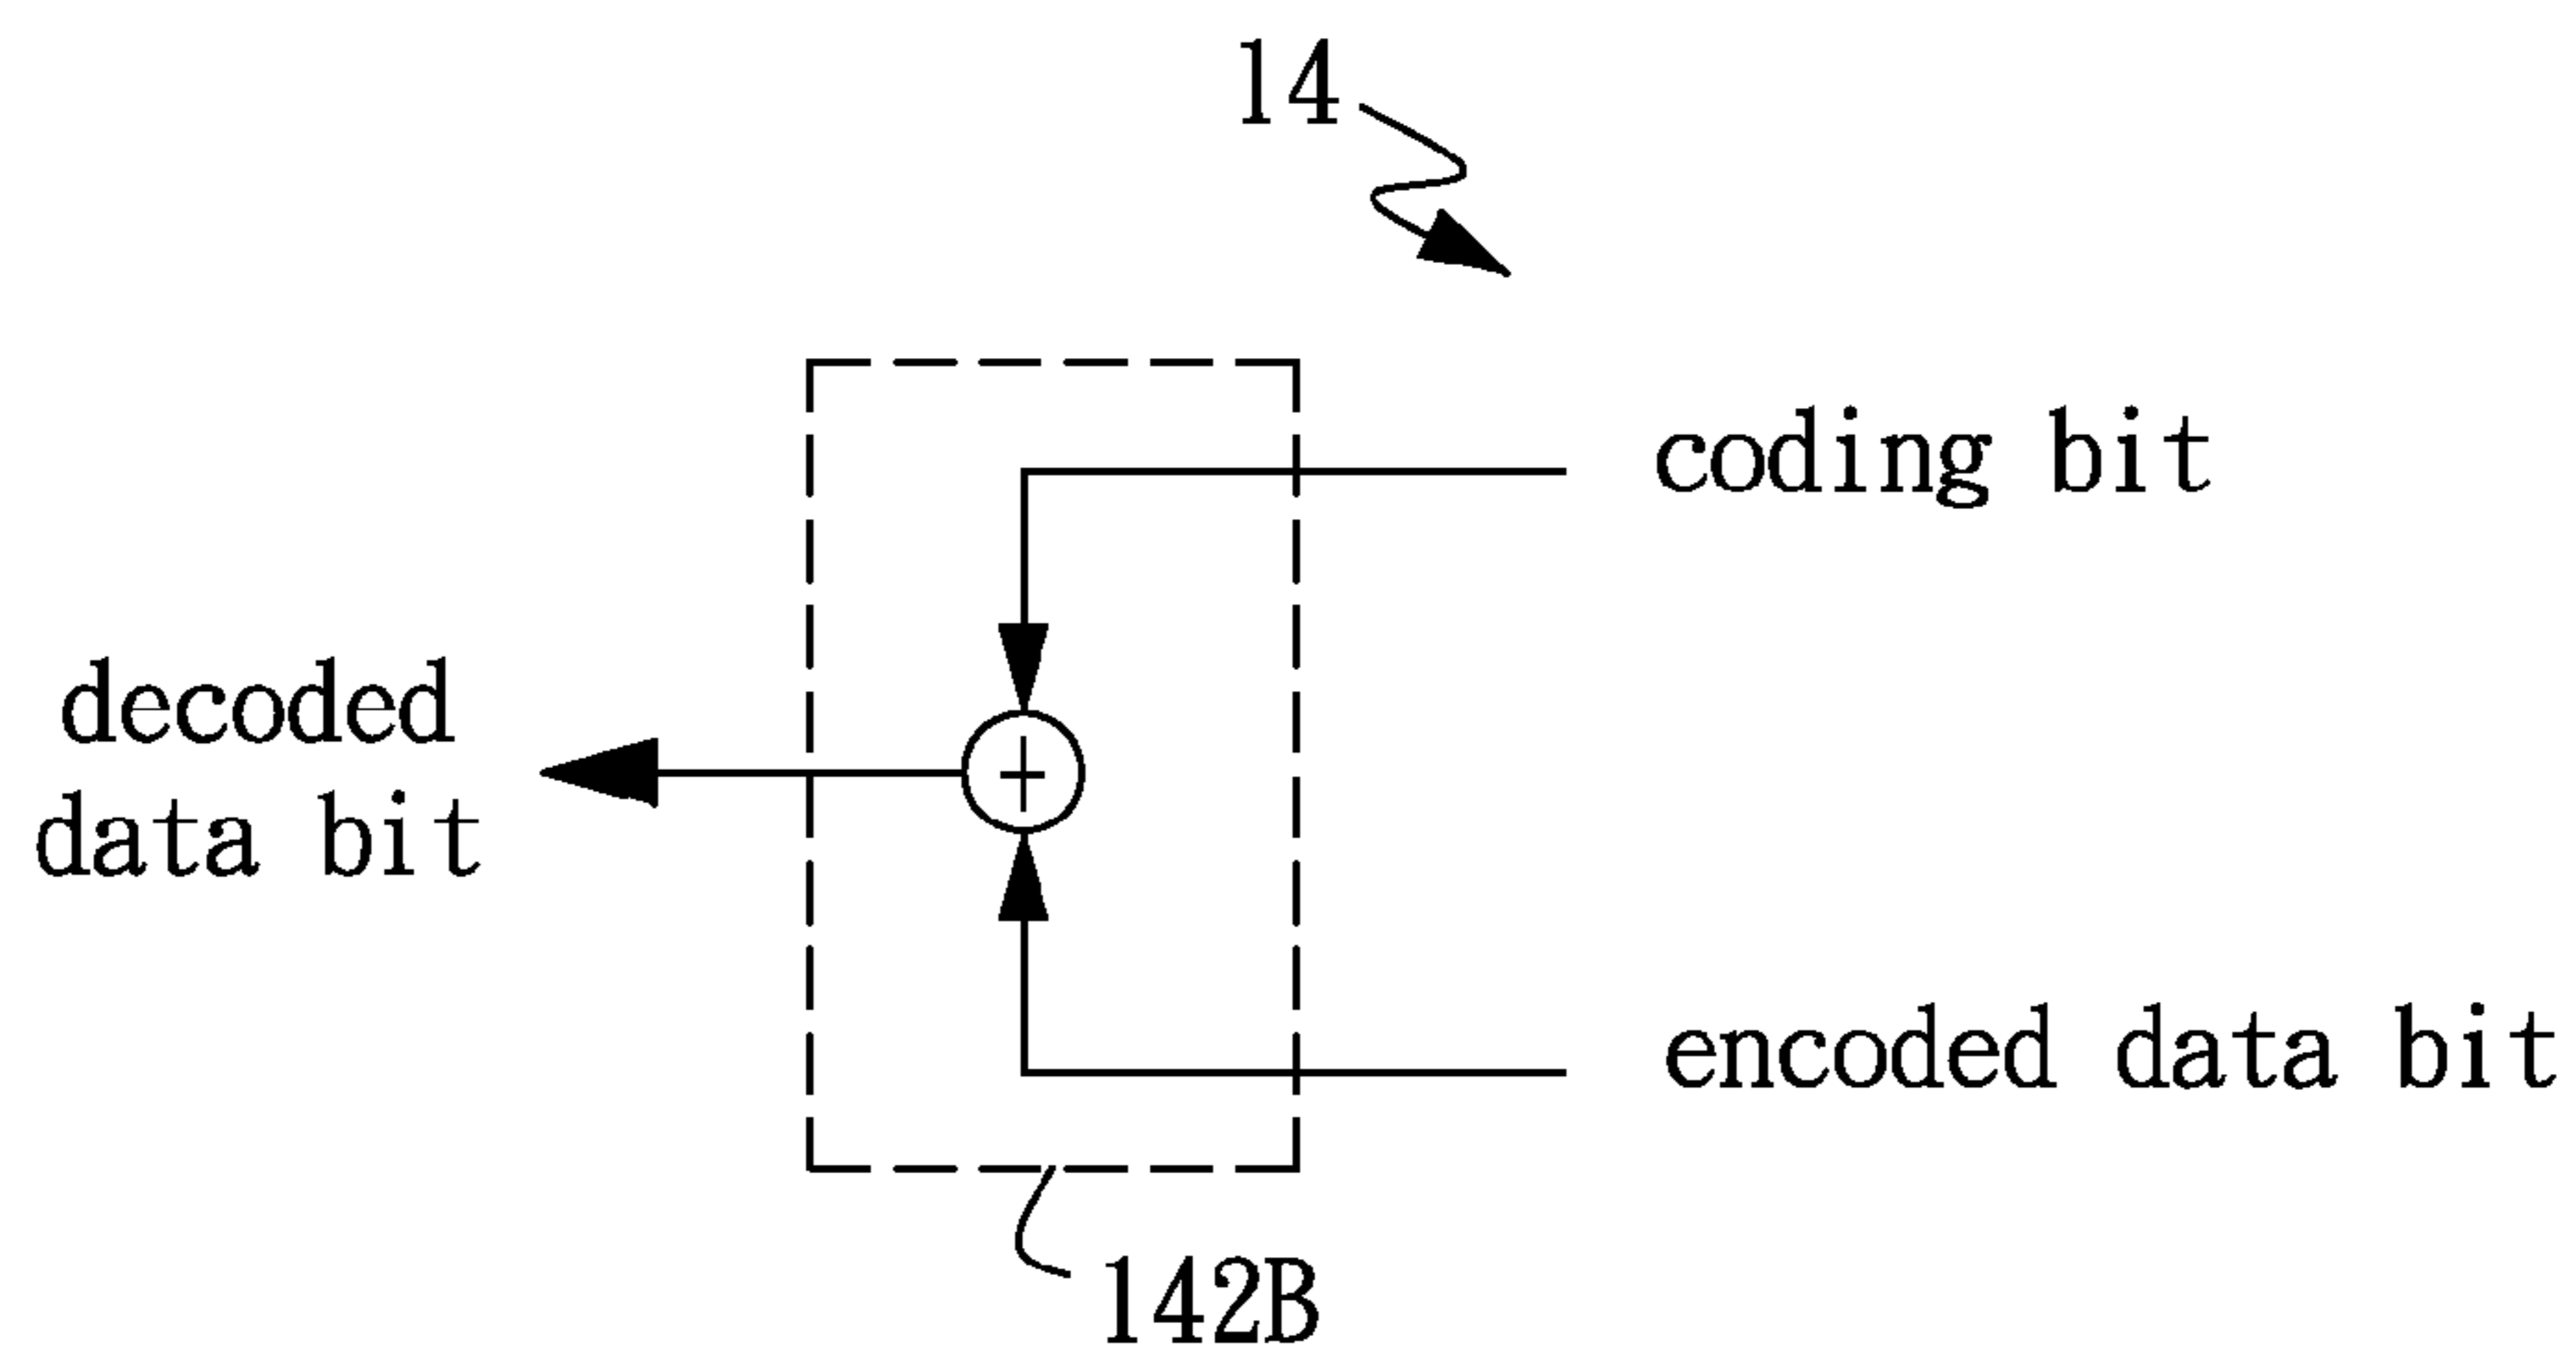 14
coding bit
decoded
data bit
+
encoded data bit
142B